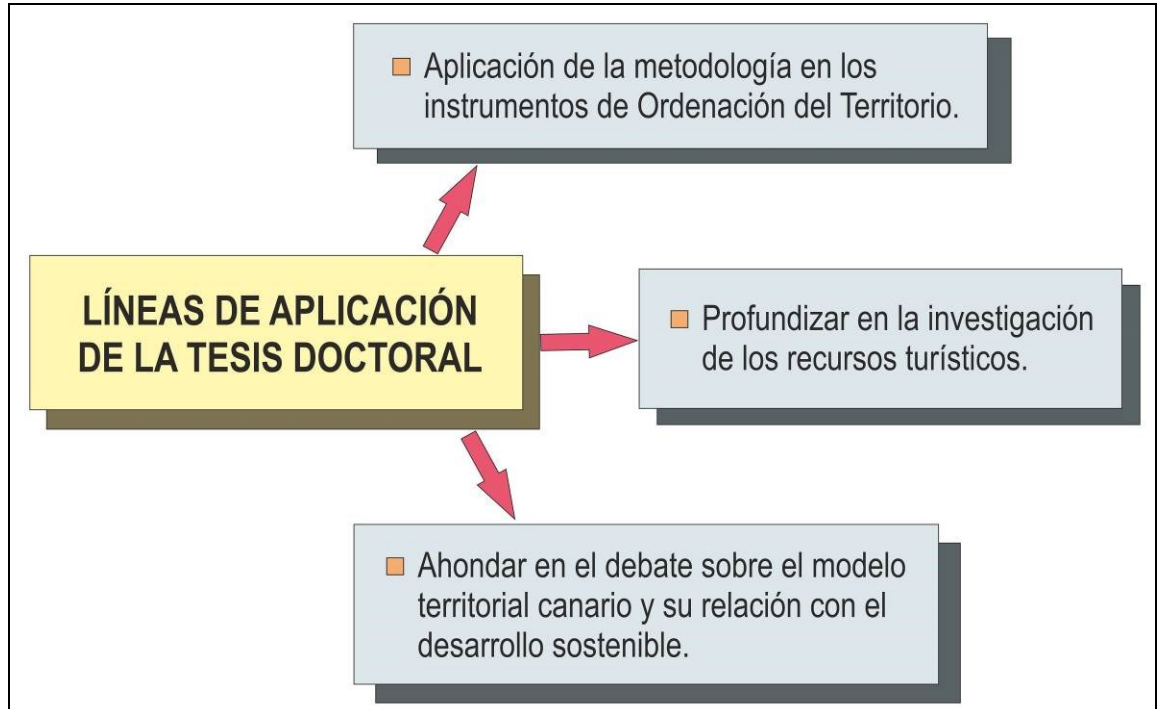 Aplicación de la metodología en los
instrumentos de Ordenación del Territorio.
LÍNEAS DE APLICACIÓN
DE LA TESIS DOCTORAL
Profundizar en la investigación
de los recursos turísticos.
Ahondar en el debate sobre el modelo
territorial canario y su relación con el
desarrollo sostenible.